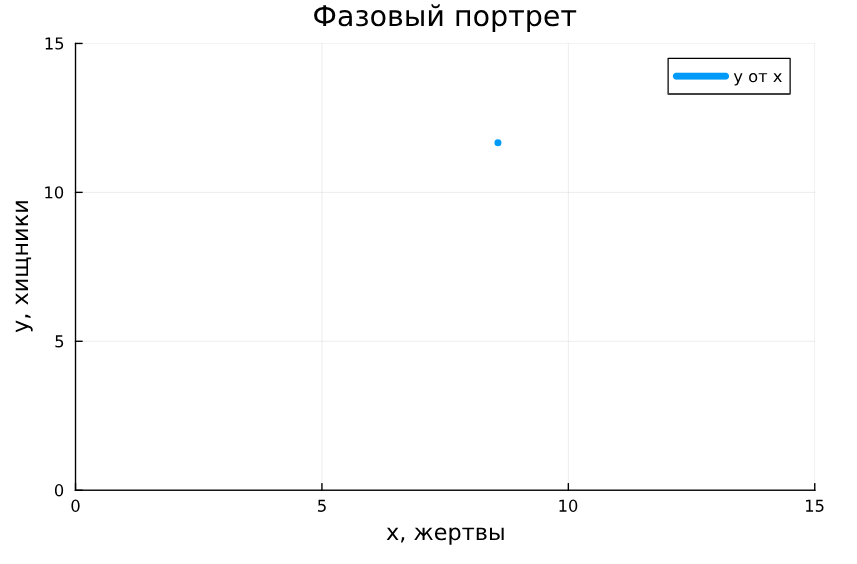 Фазовый портрет
y от x
y, хищники
15
10
5
0
0
5
10
15
x, жертвы